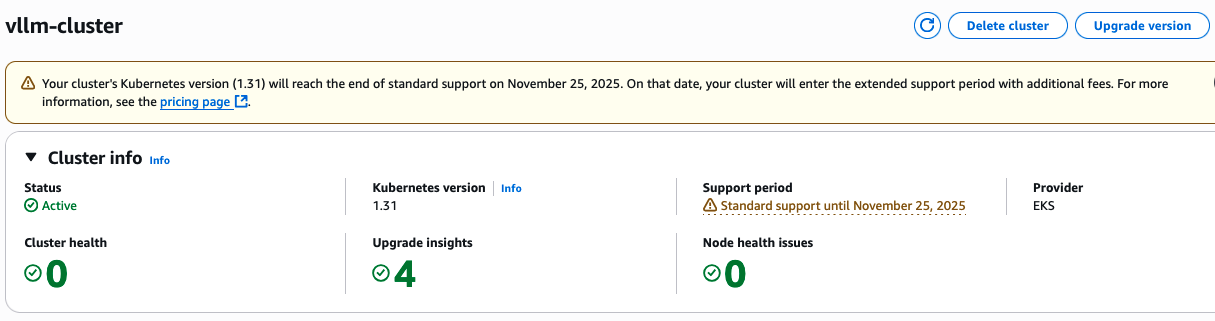 vllm-cluster
Delete cluster
Upgrade version
Your cluster's Kubernetes version (1.31) will reach the end of standard support on November 25, 2025. On that date, your cluster will enter the extended support period with additional fees. For more
information, see the pricing page.
Cluster info Info
Status
Active
Kubernetes version Info
1.31
Support period
Standard support until November 25, 2025
Provider
EKS
Cluster health
0
Upgrade insights
4
Node health issues
0